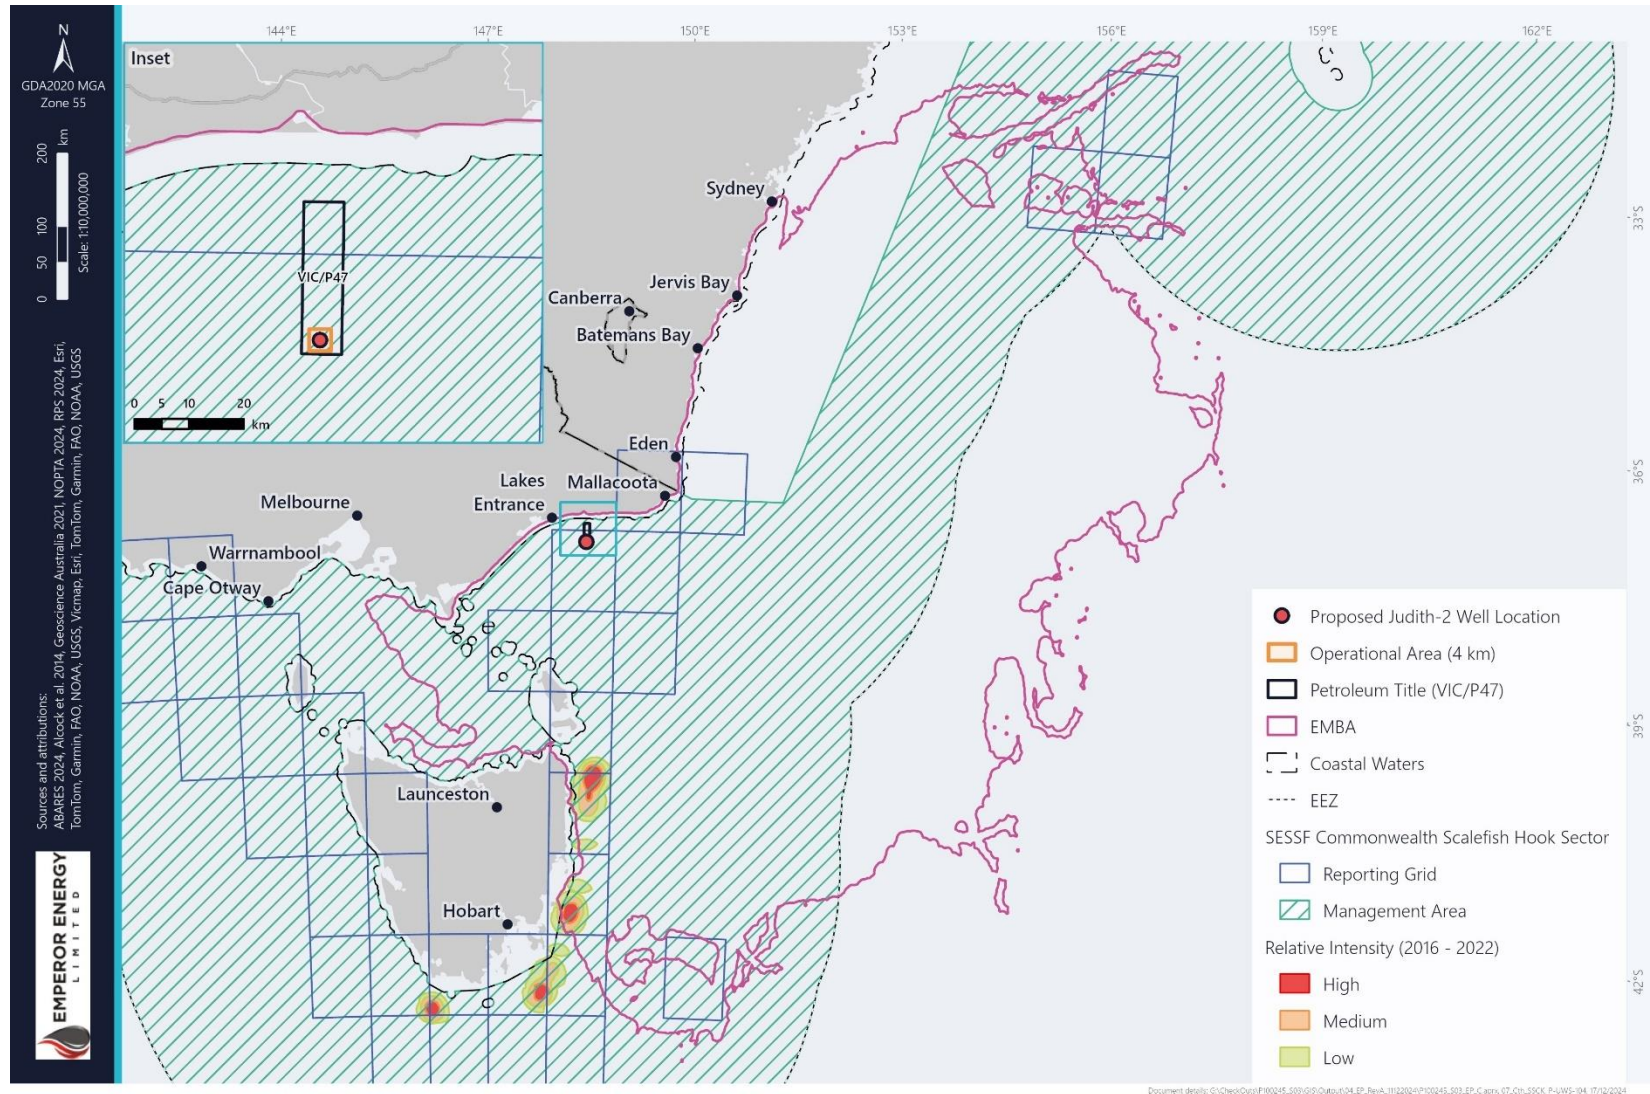 N
GDA2020 MGA
Zone 55
0 50 100 200 km
Scale: 1:10,000,000
Sources and attributions:
ABARES 2024, Alcock et al. 2014, Geoscience Australia 2021, NOPTA 2024, RPS 2024, Esri,
TomTom, Garmin, FAO, NOAA, USGS, Vicmap, Esri, TomTom, Garmin, FAO, NOAA, USGS
EMPEROR ENERGY
LIMITED
144°E 147°E 150°E 153°E 156°E 159°E 162°E
Inset
VIC/P47
0 5 10 20
km
Sydney
Jervis Bay
Canberra
Batemans Bay
Eden
Lakes
Entrance
Mallacoota
Melbourne
Warrnambool
Cape Otway
Launceston
Hobart
33°S
36°S
39°S
42°S
Proposed Judith-2 Well Location
Operational Area (4 km)
Petroleum Title (VIC/P47)
EMBA
Coastal Waters
EEZ
SESSF Commonwealth Scalefish Hook Sector
Reporting Grid
Management Area
Relative Intensity (2016 - 2022)
High
Medium
Low